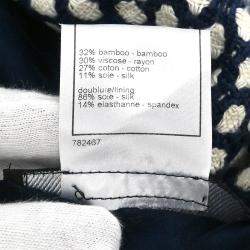 32% bamboo - bamboo
30% viscose - rayon
27% coton - cotton
11% soie - silk
doublure/lining:
86% soie - silk
14% elasthanne - spandex
782467